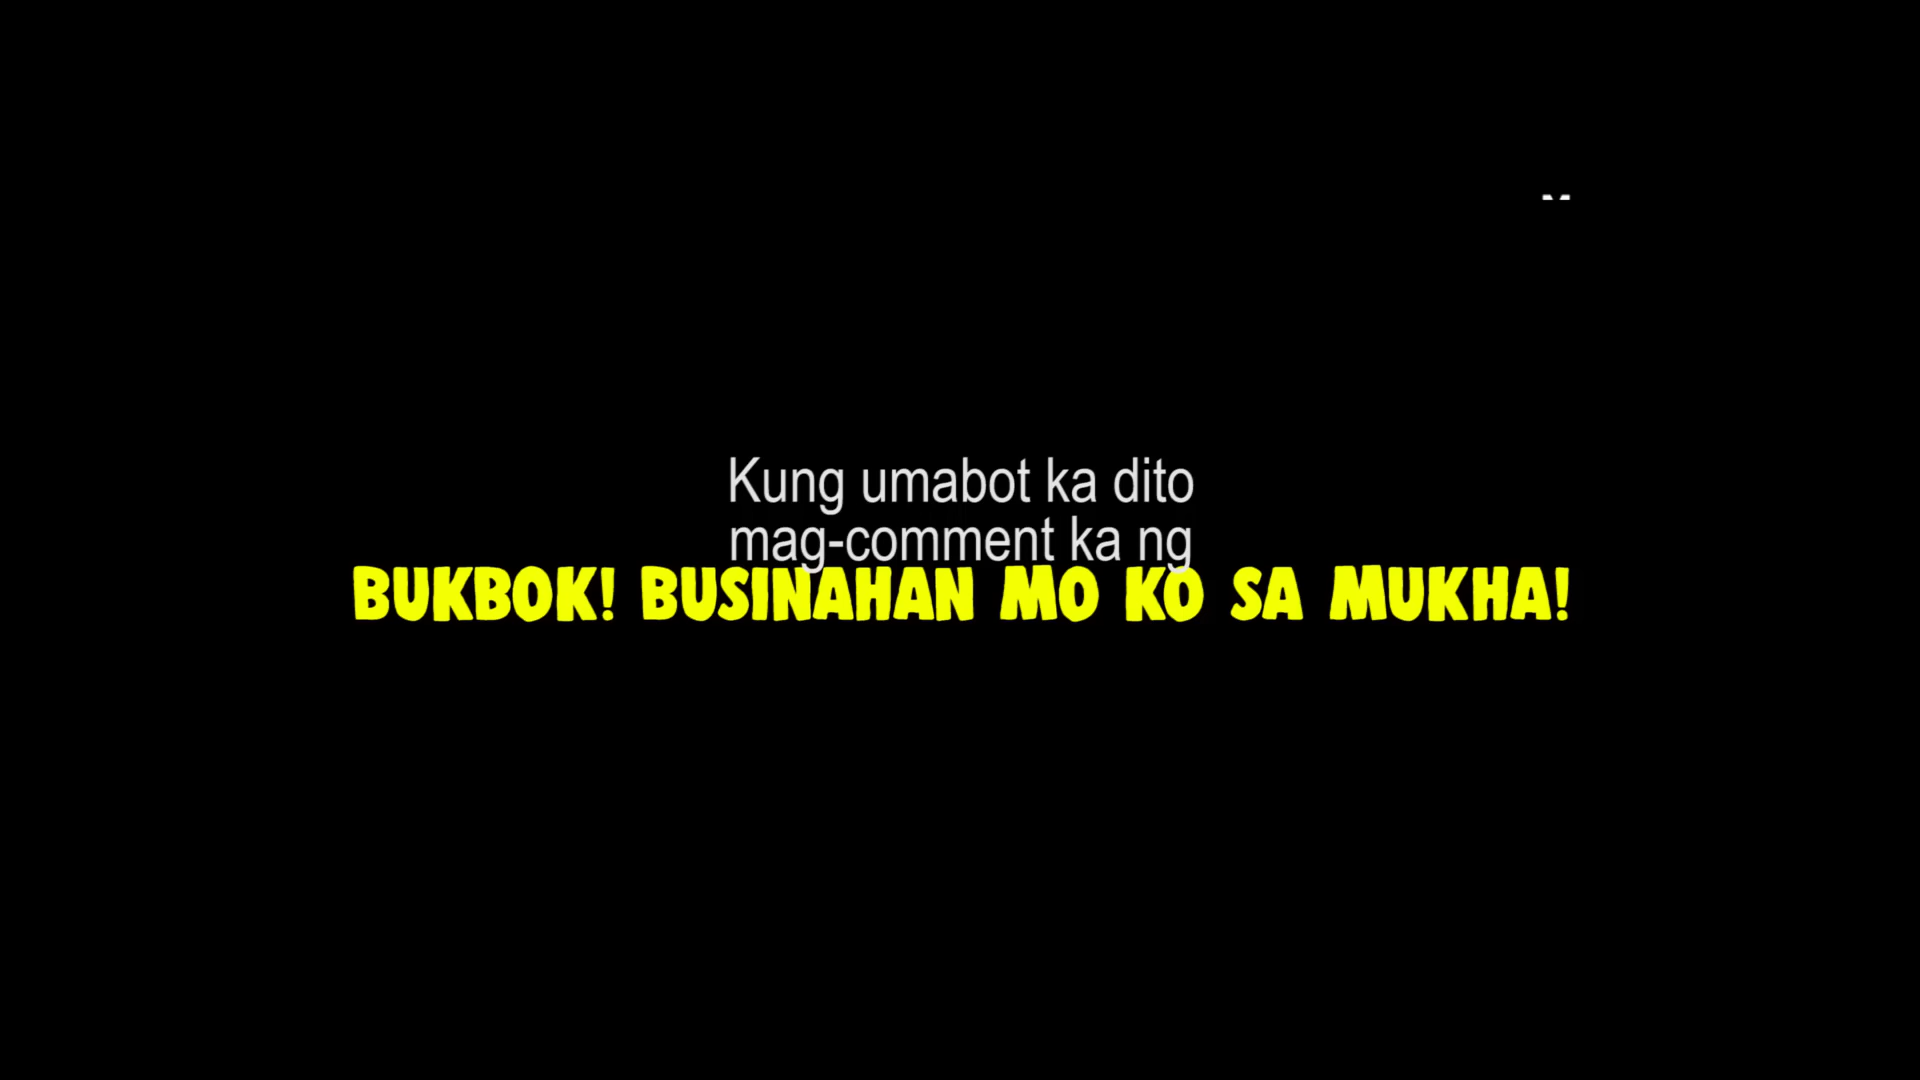 Kung umabot ka dito
mag-comment ka ng
BUKBOK! BUSINAHAN MO KO SA MUKHA!